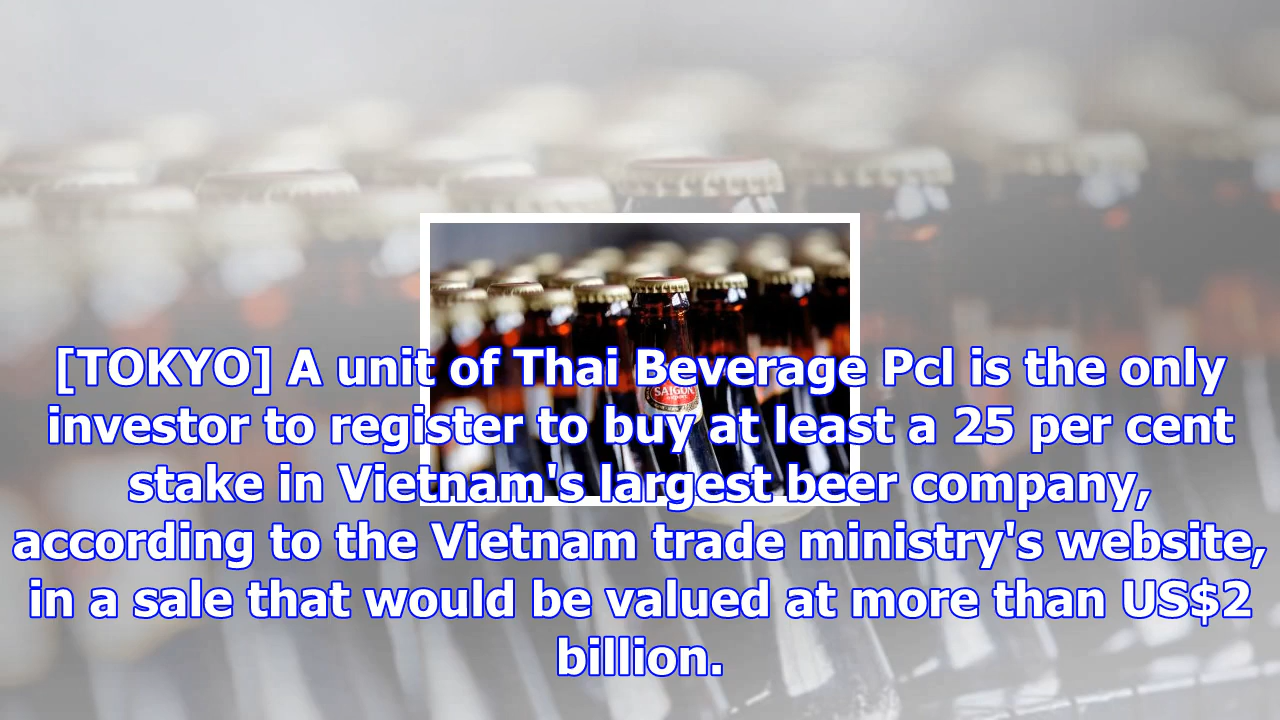 [TOKYO] A unit of Thai Beverage Pcl is the only
investor to register to buy at least a 25 per cent
stake in Vietnam's largest beer company,
according to the Vietnam trade ministry's website,
in a sale that would be valued at more than US$2
billion.
SAIGON